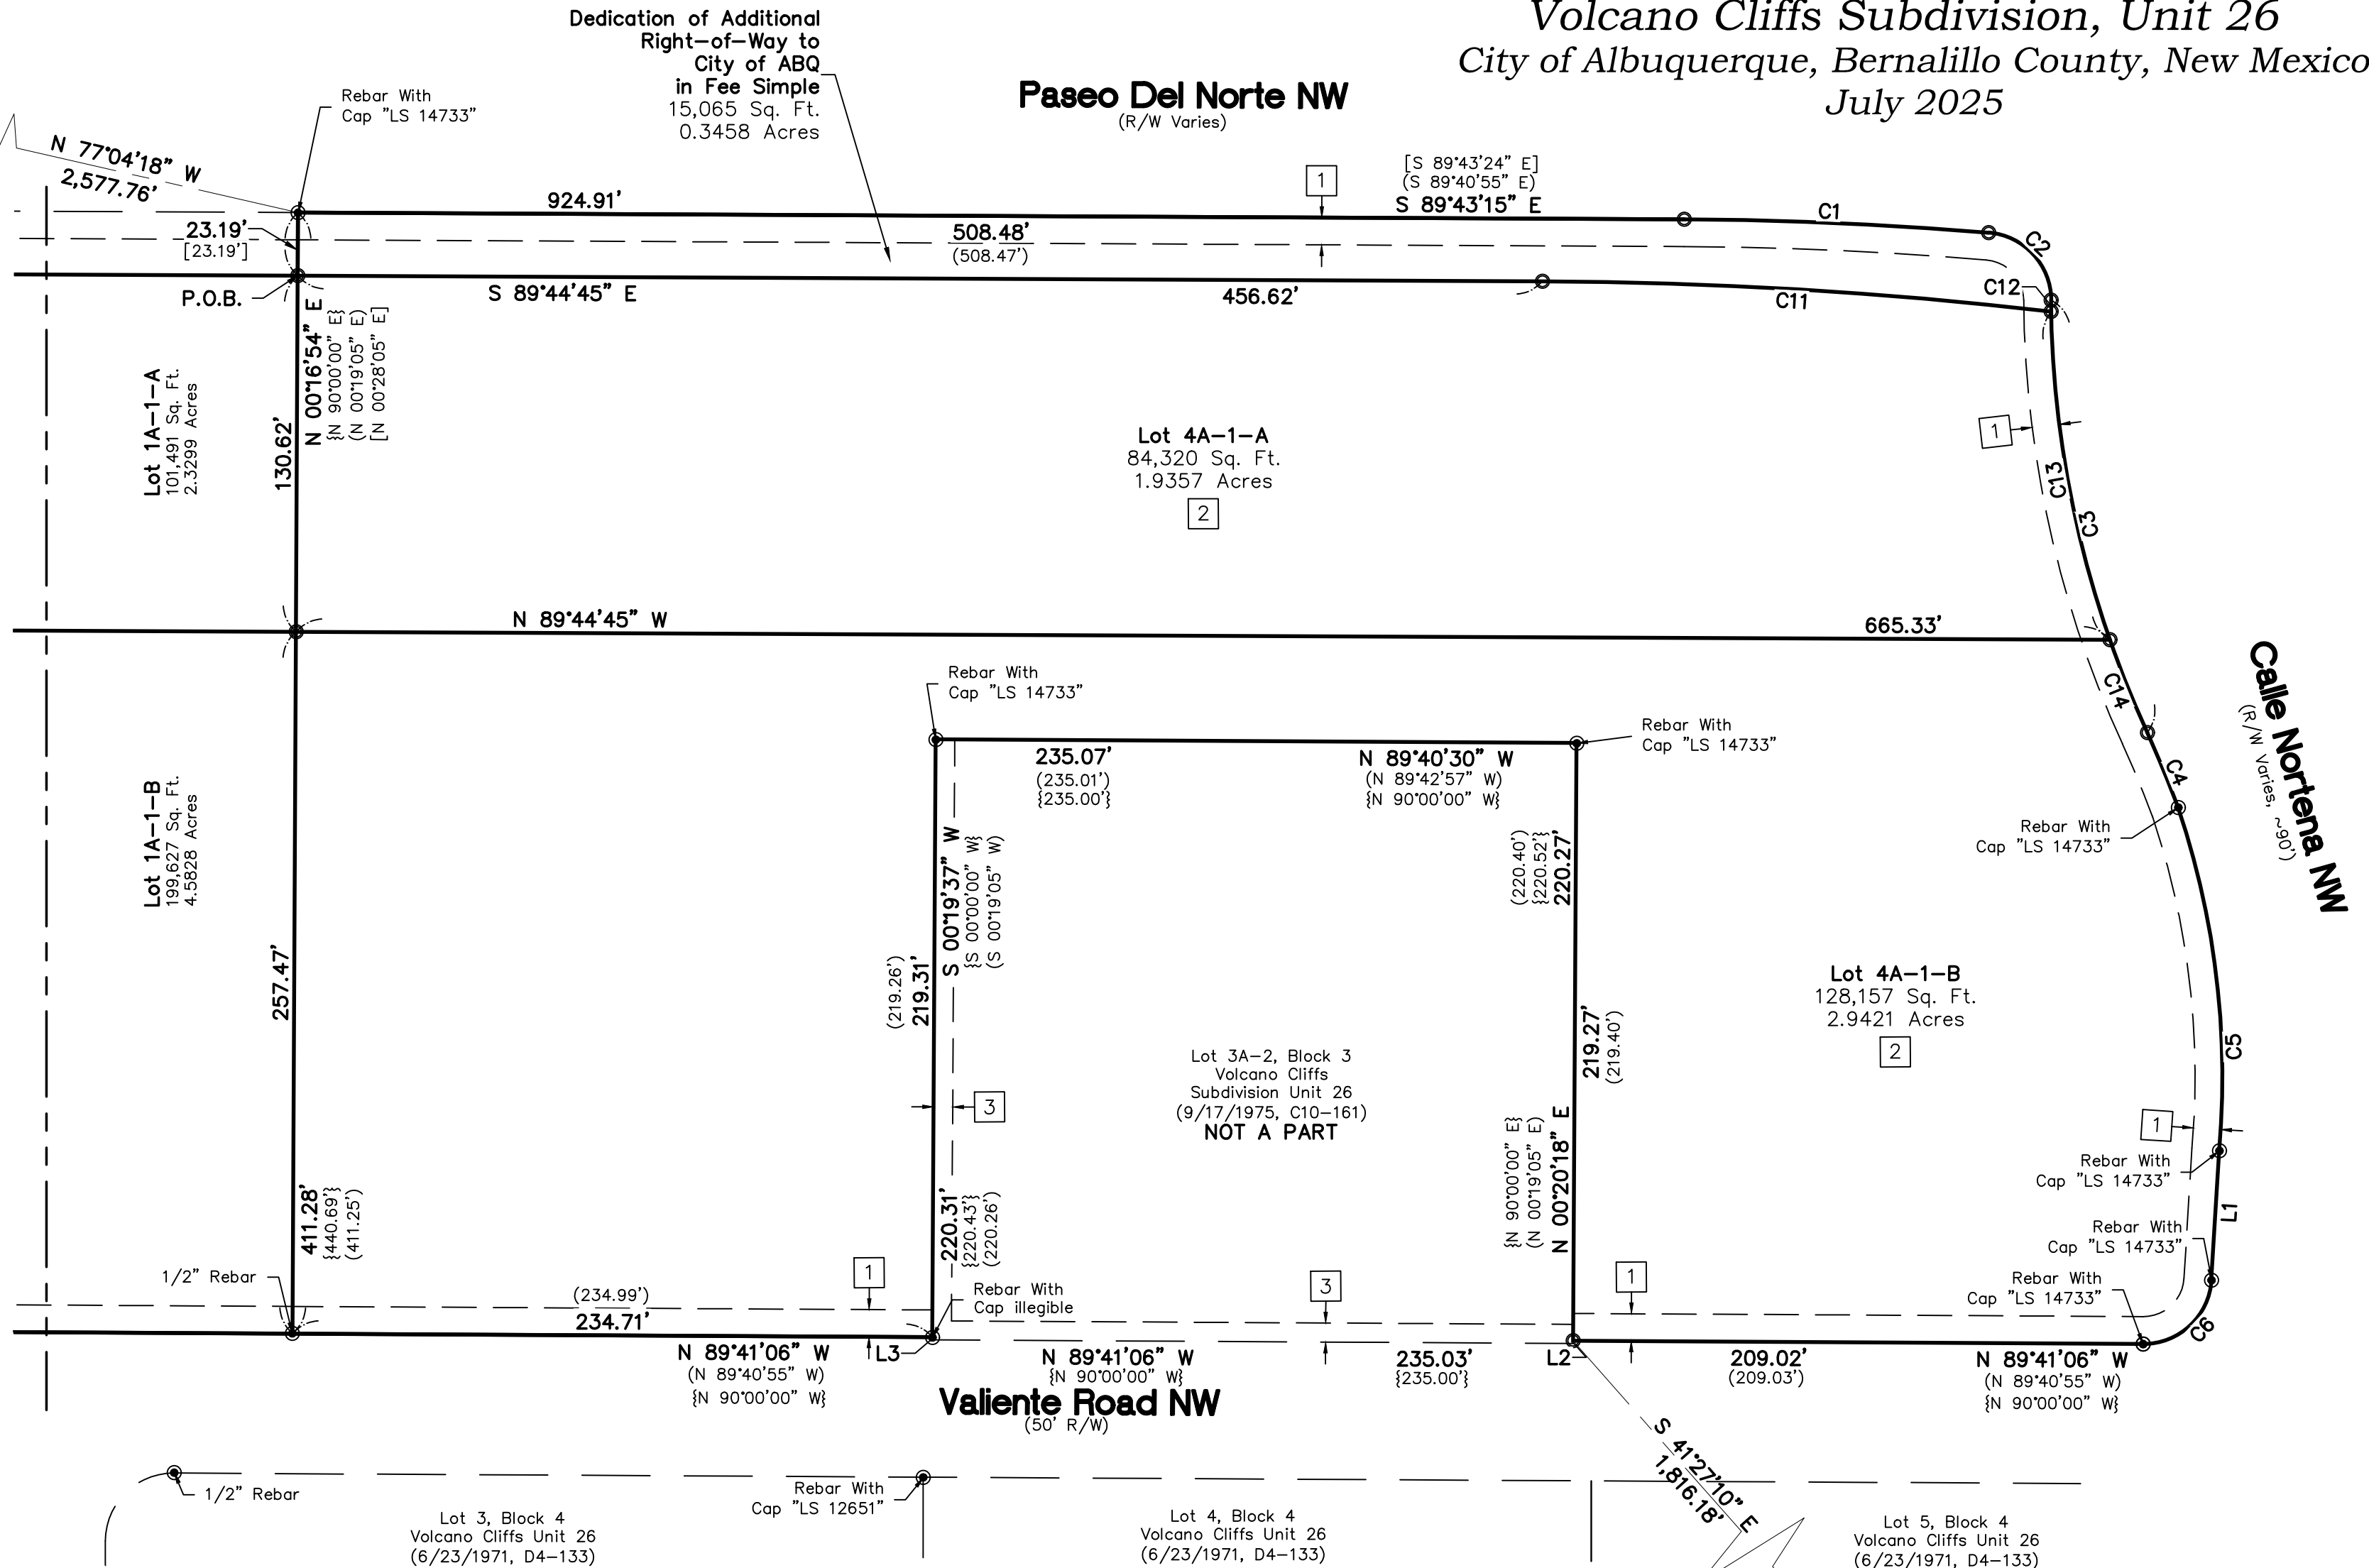 Volcano Cliffs Subdivision, Unit 26
City of Albuquerque, Bernalillo County, New Mexico
July 2025
Dedication of Additional
Right-of-Way to
City of ABQ
in Fee Simple
15,065 Sq. Ft.
0.3458 Acres
Paseo Del Norte NW
(R/W Varies)
Rebar With
Cap "LS 14733"
N 77°04'18" W
2,577.76'
924.91'
1
[S 89°43'24" E]
(S 89°40'55" E)
S 89°43'15" E
C1
C2
23.19'
[23.19']
508.48'
(508.47')
P.O.B.
S 89°44'45" E
456.62'
C11
C12
N 00°16'54" E
{N 90°00'00" E}
(N 00°19'05" E)
[N 00°28'05" E]
130.62'
Lot 1A-1-A
101,491 Sq. Ft.
2.3299 Acres
Lot 4A-1-A
84,320 Sq. Ft.
1.9357 Acres
2
1
C13
C3
N 89°44'45" W
665.33'
C14
C4
Calle Nortena NW
(R/W Varies, ~90')
Rebar With
Cap "LS 14733"
Rebar With
Cap "LS 14733"
235.07'
(235.01')
{235.00'}
N 89°40'30" W
(N 89°42'57" W)
{N 90°00'00" W}
Rebar With
Cap "LS 14733"
Lot 1A-1-B
199,627 Sq. Ft.
4.5828 Acres
257.47'
S 00°19'37" W
{S 00°00'00" W}
(S 00°19'05" W)
(219.26')
219.31'
(220.40')
{220.52'}
220.27'
219.27'
(219.40')
Lot 4A-1-B
128,157 Sq. Ft.
2.9421 Acres
2
C5
Lot 3A-2, Block 3
Volcano Cliffs
Subdivision Unit 26
(9/17/1975, C10-161)
NOT A PART
3
{N 90°00'00" E}
(N 00°19'05" E)
N 00°20'18" E
1
Rebar With
Cap "LS 14733"
L1
Rebar With
Cap "LS 14733"
Rebar With
Cap "LS 14733"
C6
411.28'
{440.69'}
(411.25')
220.31'
{220.43'}
(220.26')
1/2" Rebar
(234.99')
234.71'
1
Rebar With
Cap illegible
3
1
N 89°41'06" W
(N 89°40'55" W)
{N 90°00'00" W}
L3
N 89°41'06" W
{N 90°00'00" W}
235.03'
{235.00'}
L2
209.02'
(209.03')
N 89°41'06" W
(N 89°40'55" W)
{N 90°00'00" W}
Valiente Road NW
(50' R/W)
S 41°27'10" E
1,816.18'
1/2" Rebar
Rebar With
Cap "LS 12651"
Lot 3, Block 4
Volcano Cliffs Unit 26
(6/23/1971, D4-133)
Lot 4, Block 4
Volcano Cliffs Unit 26
(6/23/1971, D4-133)
Lot 5, Block 4
Volcano Cliffs Unit 26
(6/23/1971, D4-133)